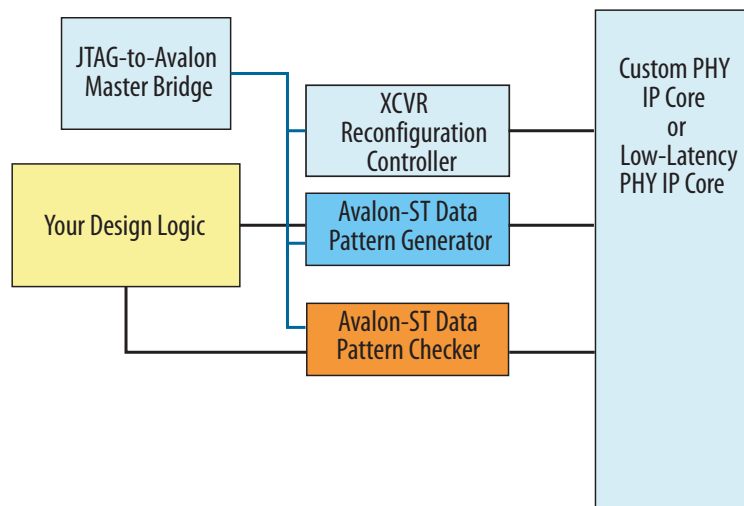 JTAG-to-Avalon
Master Bridge
XCVR
Reconfiguration
Controller
Custom PHY
IP Core
or
Low-Latency
PHY IP Core
Your Design Logic
Avalon-ST Data
Pattern Generator
Avalon-ST Data
Pattern Checker